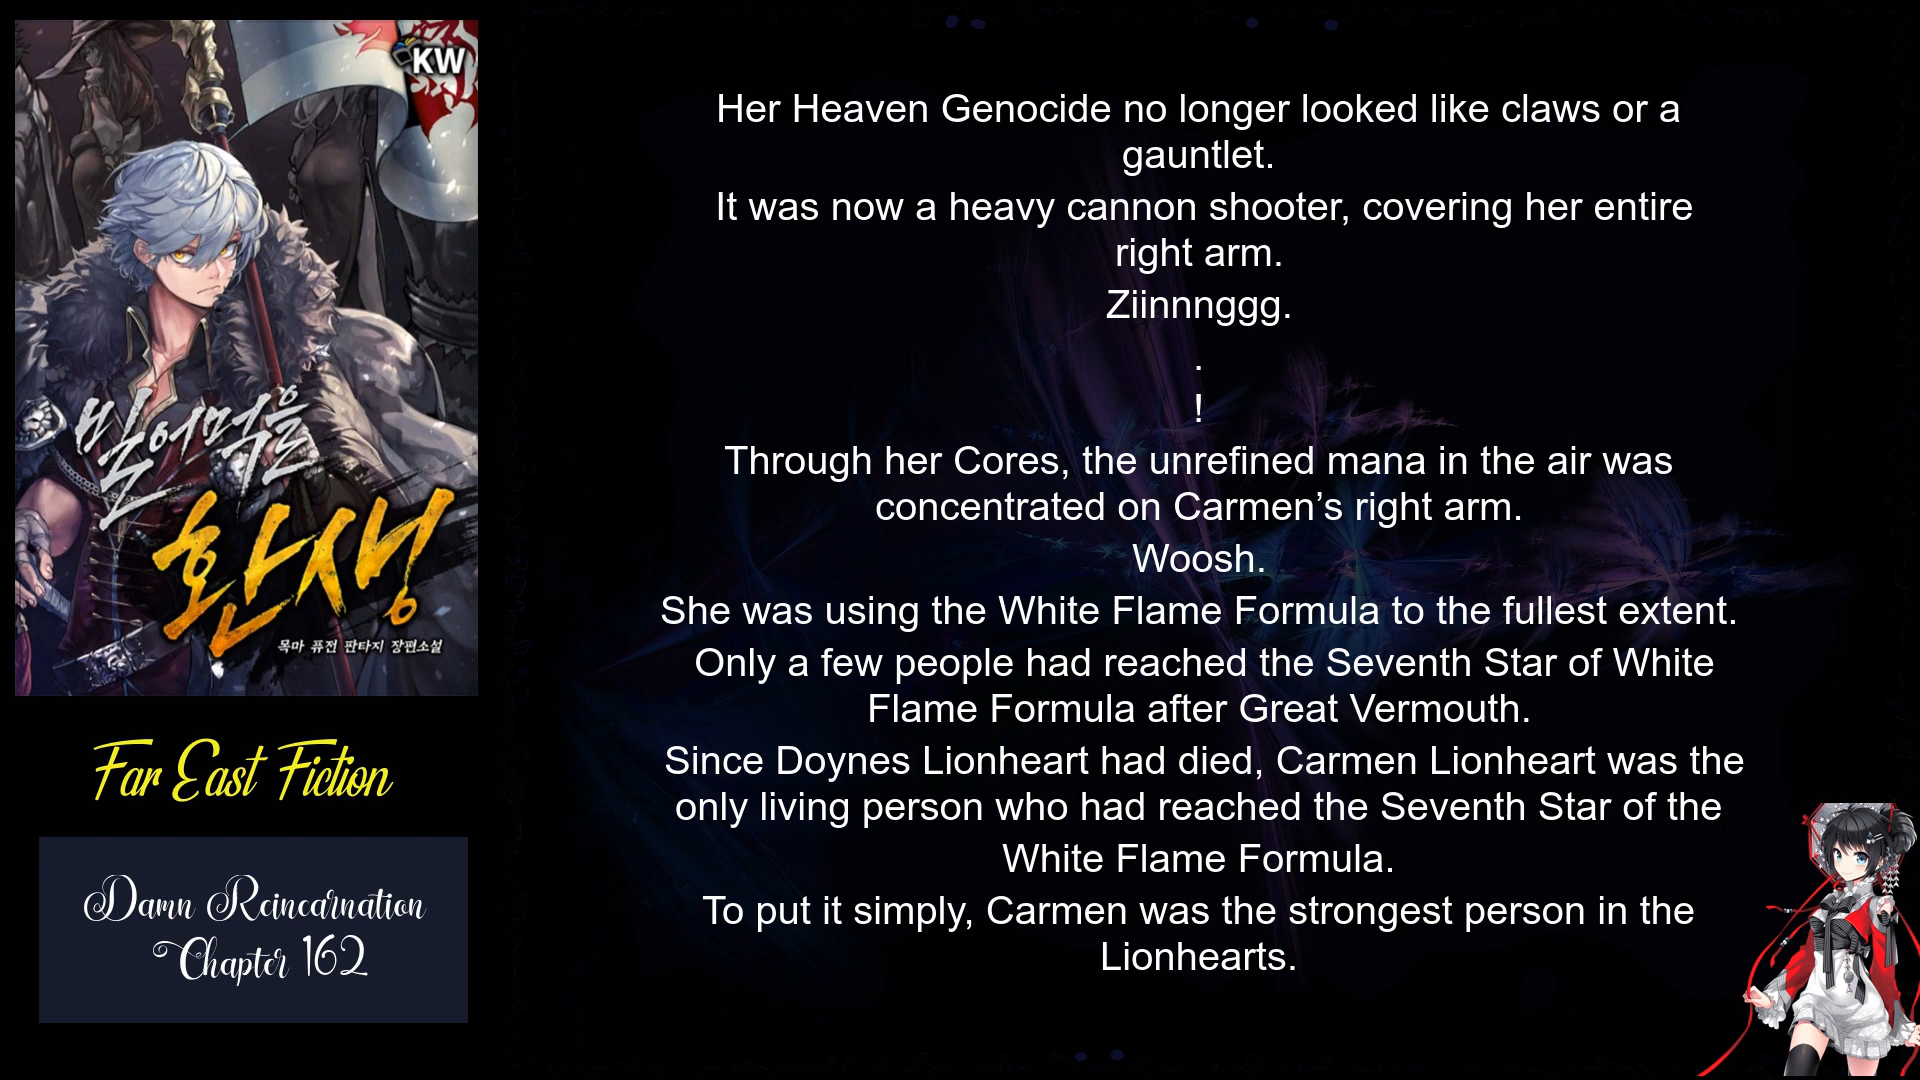 KW
빌어먹을
환생
목마 퓨전 판타지 장편소설
Far East Fiction
Damn Reincarnation
Chapter 162
Her Heaven Genocide no longer looked like claws or a
gauntlet.
It was now a heavy cannon shooter, covering her entire
right arm.
Ziinnnggg.
.
!
Through her Cores, the unrefined mana in the air was
concentrated on Carmen’s right arm.
Woosh.
She was using the White Flame Formula to the fullest extent.
Only a few people had reached the Seventh Star of White
Flame Formula after Great Vermouth.
Since Doynes Lionheart had died, Carmen Lionheart was the
only living person who had reached the Seventh Star of the
White Flame Formula.
To put it simply, Carmen was the strongest person in the
Lionhearts.